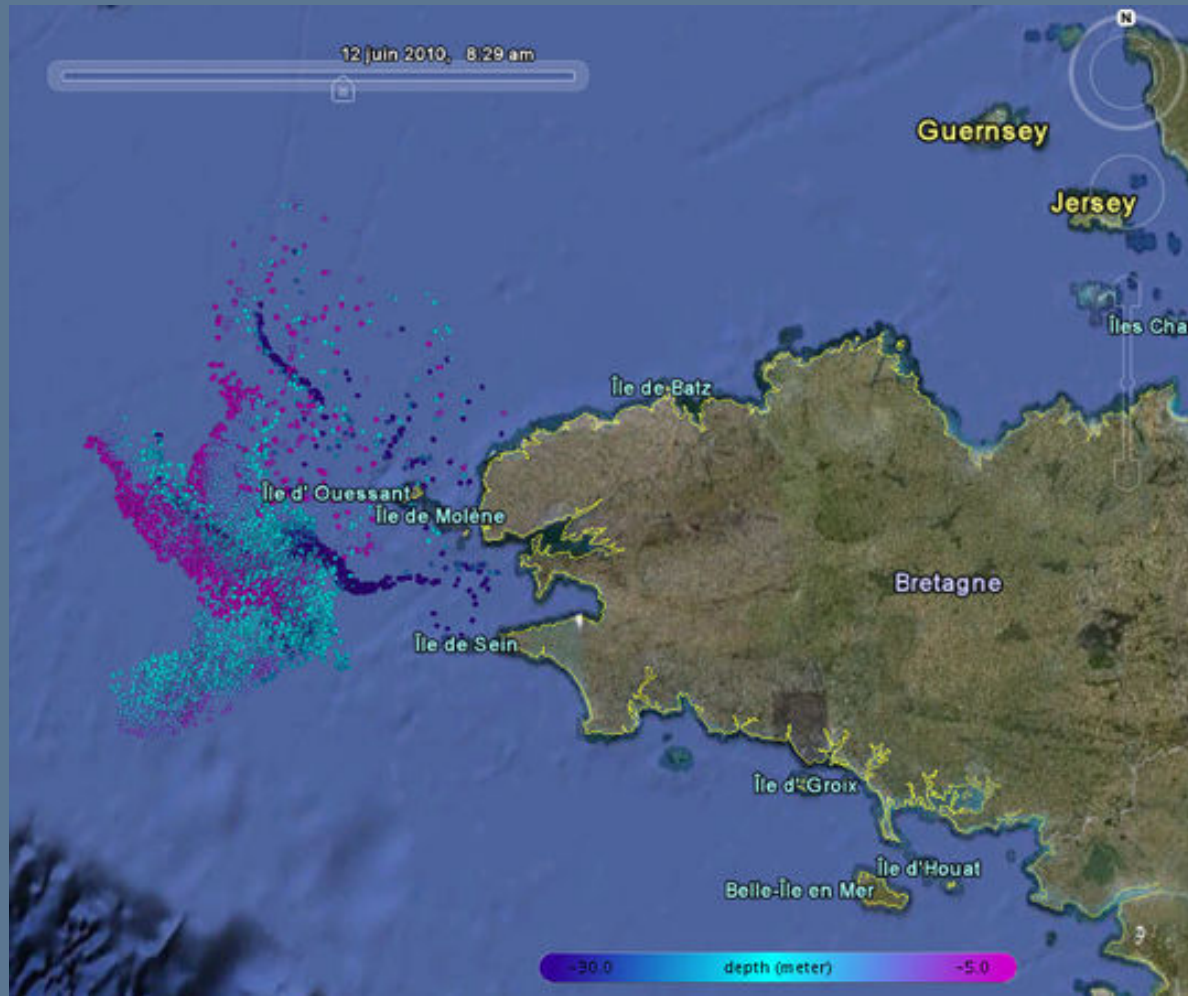 12 juin 2010, 8:29 am
N
Guernsey
Jersey
Îles Cha
Île de Batz
Île d' Ouessant
Île de Molène
Bretagne
Île de Sein
Île d' Groix
Île d'Houat
Belle-Île en Mer
-30.0 depth (meter) -5.0